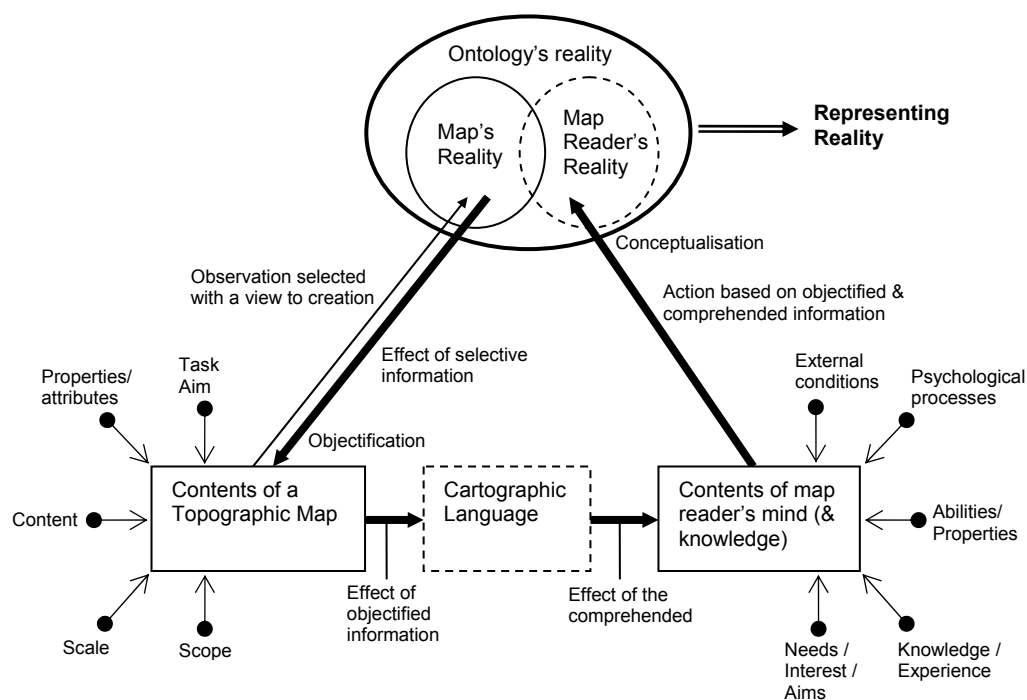 Ontology's reality
Map's
Reality
Map
Reader's
Reality
Representing
Reality
Observation selected
with a view to creation
Conceptualisation
Action based on objectified &
comprehended information
Effect of selective
information
Objectification
Properties/
attributes
Task
Aim
External
conditions
Psychological
processes
Content
Contents of a
Topographic Map
Cartographic
Language
Contents of map
reader's mind (&
knowledge)
Abilities/
Properties
Scale
Scope
Effect of
objectified
information
Effect of the
comprehended
Needs /
Interest /
Aims
Knowledge /
Experience